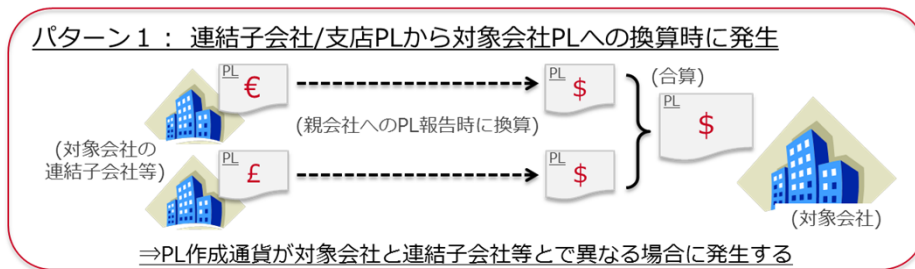 パターン１： 連結子会社/支店PLから対象会社PLへの換算時に発生
PL
€
PL
$
(合算)
PL
$
(親会社へのPL報告時に換算)
(対象会社の
連結子会社等)
PL
£
PL
$
(対象会社)
⇒PL作成通貨が対象会社と連結子会社等とで異なる場合に発生する